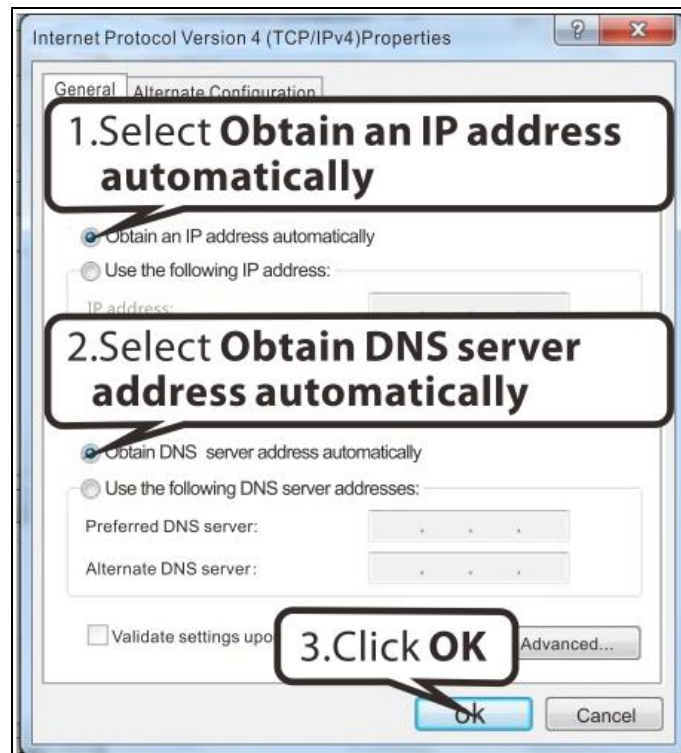 Internet Protocol Version 4 (TCP/IPv4)Properties
General Alternate Configuration
1.Select Obtain an IP address
automatically
Obtain an IP address automatically
Use the following IP address:
IP address:
2.Select Obtain DNS server
address automatically
Obtain DNS server address automatically
Use the following DNS server addresses:
Preferred DNS server:
Alternate DNS server:
Validate settings upo
3.Click OK
Advanced...
ok Cancel